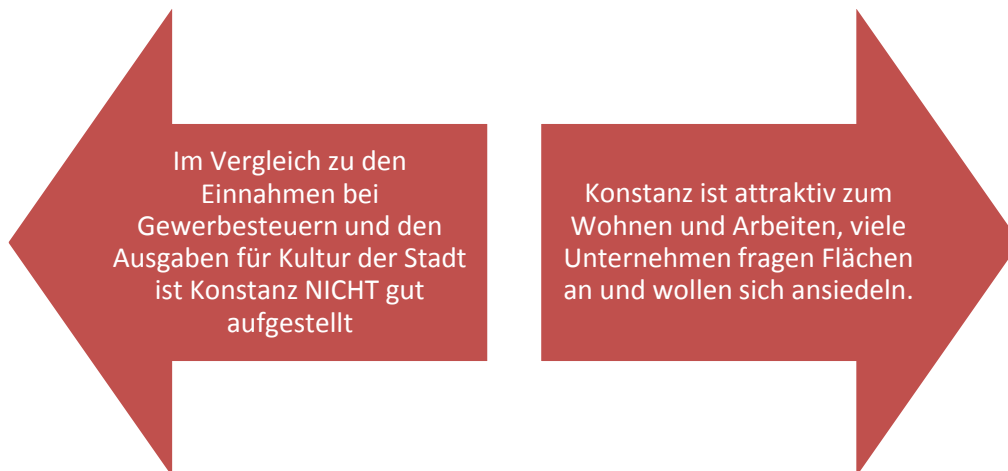 Im Vergleich zu den
Einnahmen bei
Gewerbesteuern und den
Ausgaben für Kultur der Stadt
ist Konstanz NICHT gut
aufgestellt
Konstanz ist attraktiv zum
Wohnen und Arbeiten, viele
Unternehmen fragen Flächen
an und wollen sich ansiedeln.